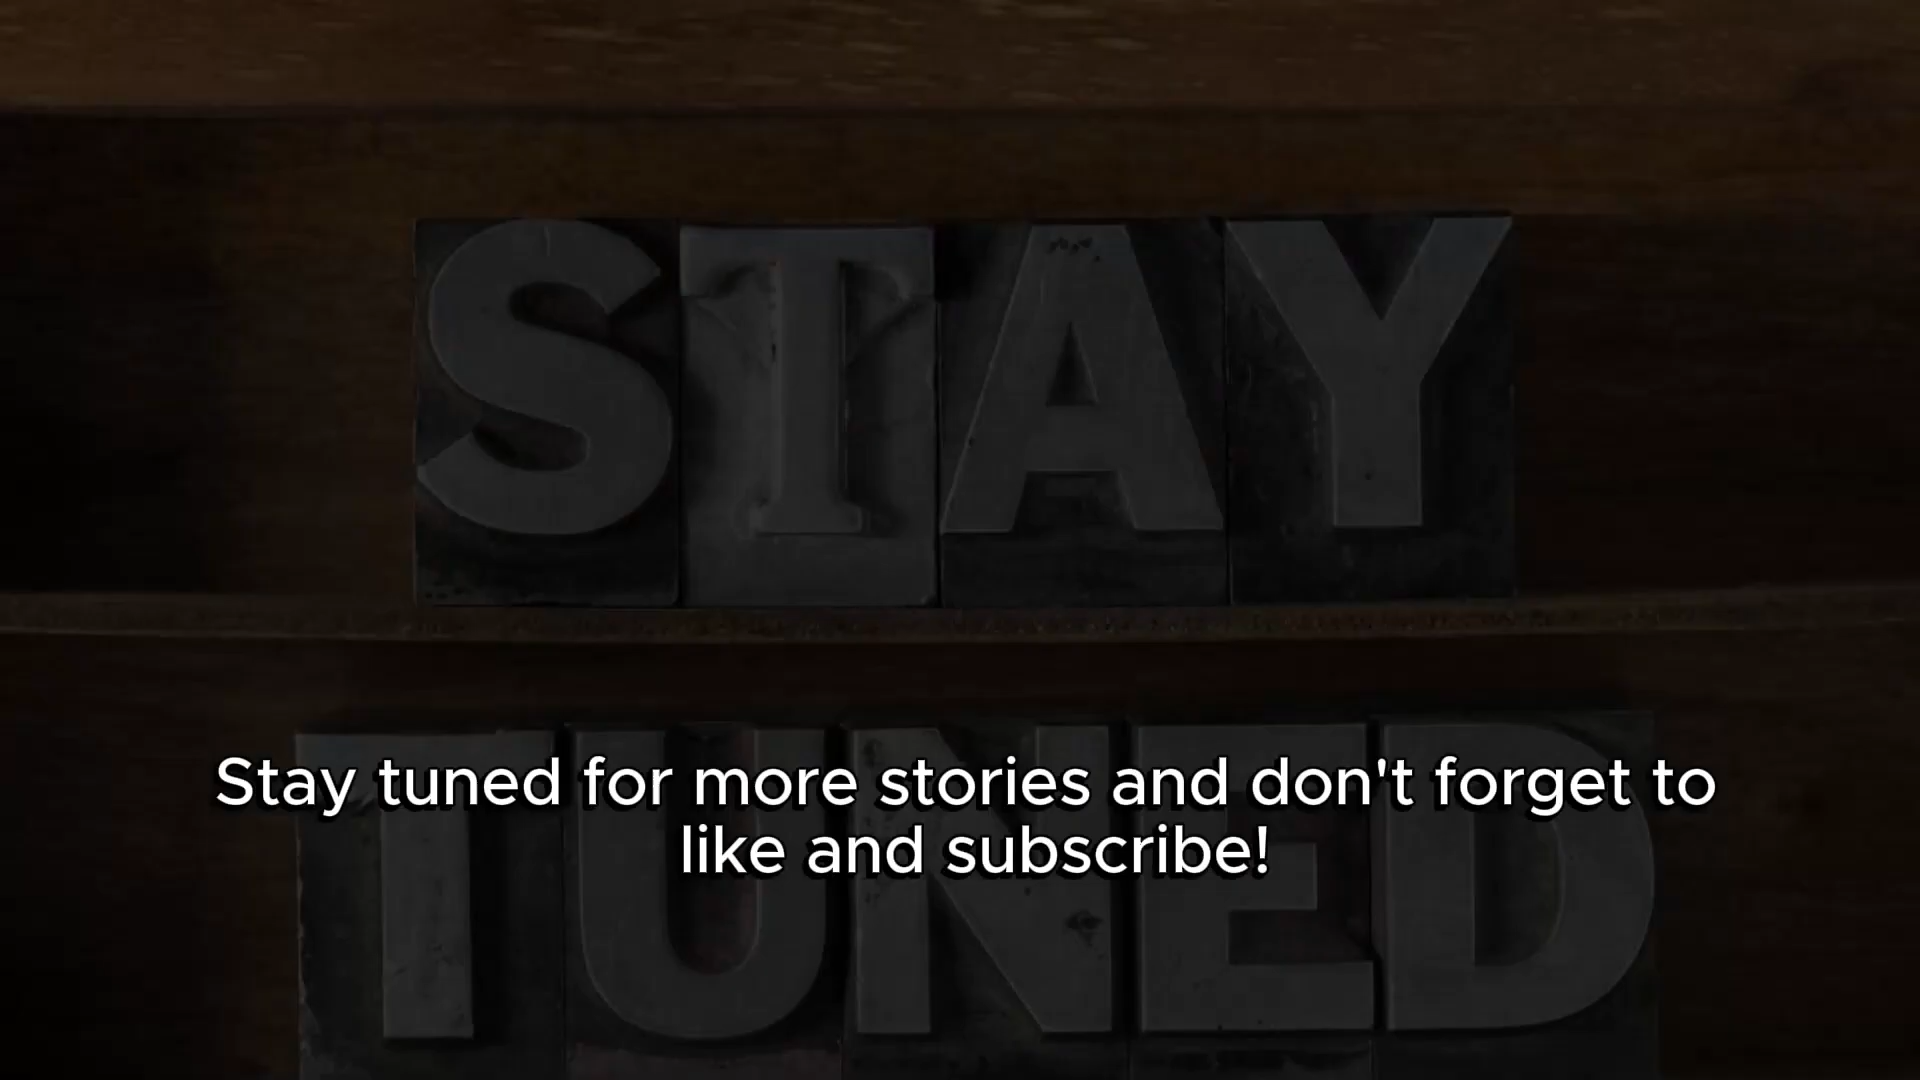 STAY
TUNED
Stay tuned for more stories and don't forget to
like and subscribe!